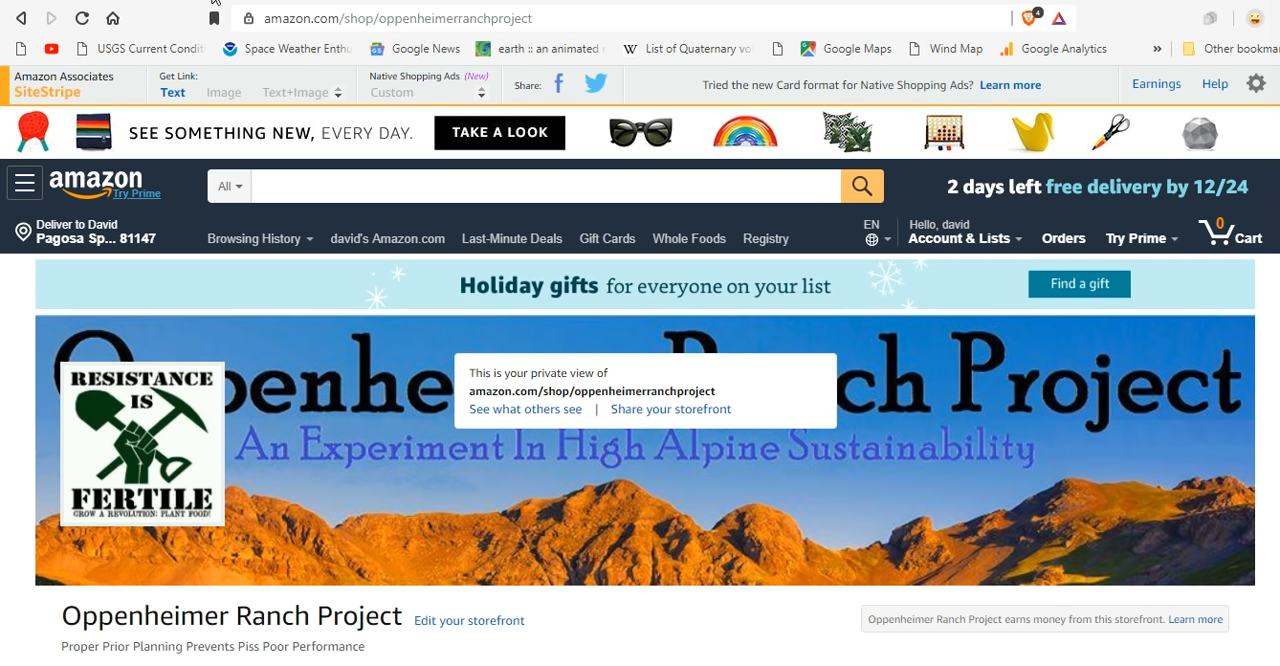 amazon.com/shop/oppenheimerranchproject
4
USGS Current Condit
Space Weather Enthu
Google News
earth :: an animated
W List of Quaternary vo
Google Maps
Wind Map
Google Analytics
»
Other bookma
Amazon Associates
SiteStripe
Get Link:
Text Image Text+Image
Native Shopping Ads (New)
Custom
Share:
Tried the new Card format for Native Shopping Ads? Learn more
Earnings Help
SEE SOMETHING NEW, EVERY DAY. TAKE A LOOK
amazon
Try Prime
All
2 days left free delivery by 12/24
Deliver to David
Pagosa Sp... 81147
Browsing History david's Amazon.com Last-Minute Deals Gift Cards Whole Foods Registry
EN
Hello, david
Account & Lists
Orders
Try Prime
0
Cart
Holiday gifts for everyone on your list
Find a gift
penhe ch Project
An Experiment In High Alpine Sustainability
RESISTANCE
IS
FERTILE
GROW A REVOLUTION: PLANT FOOD!
This is your private view of
amazon.com/shop/oppenheimerranchproject
See what others see | Share your storefront
Oppenheimer Ranch Project Edit your storefront
Oppenheimer Ranch Project earns money from this storefront. Learn more
Proper Prior Planning Prevents Piss Poor Performance